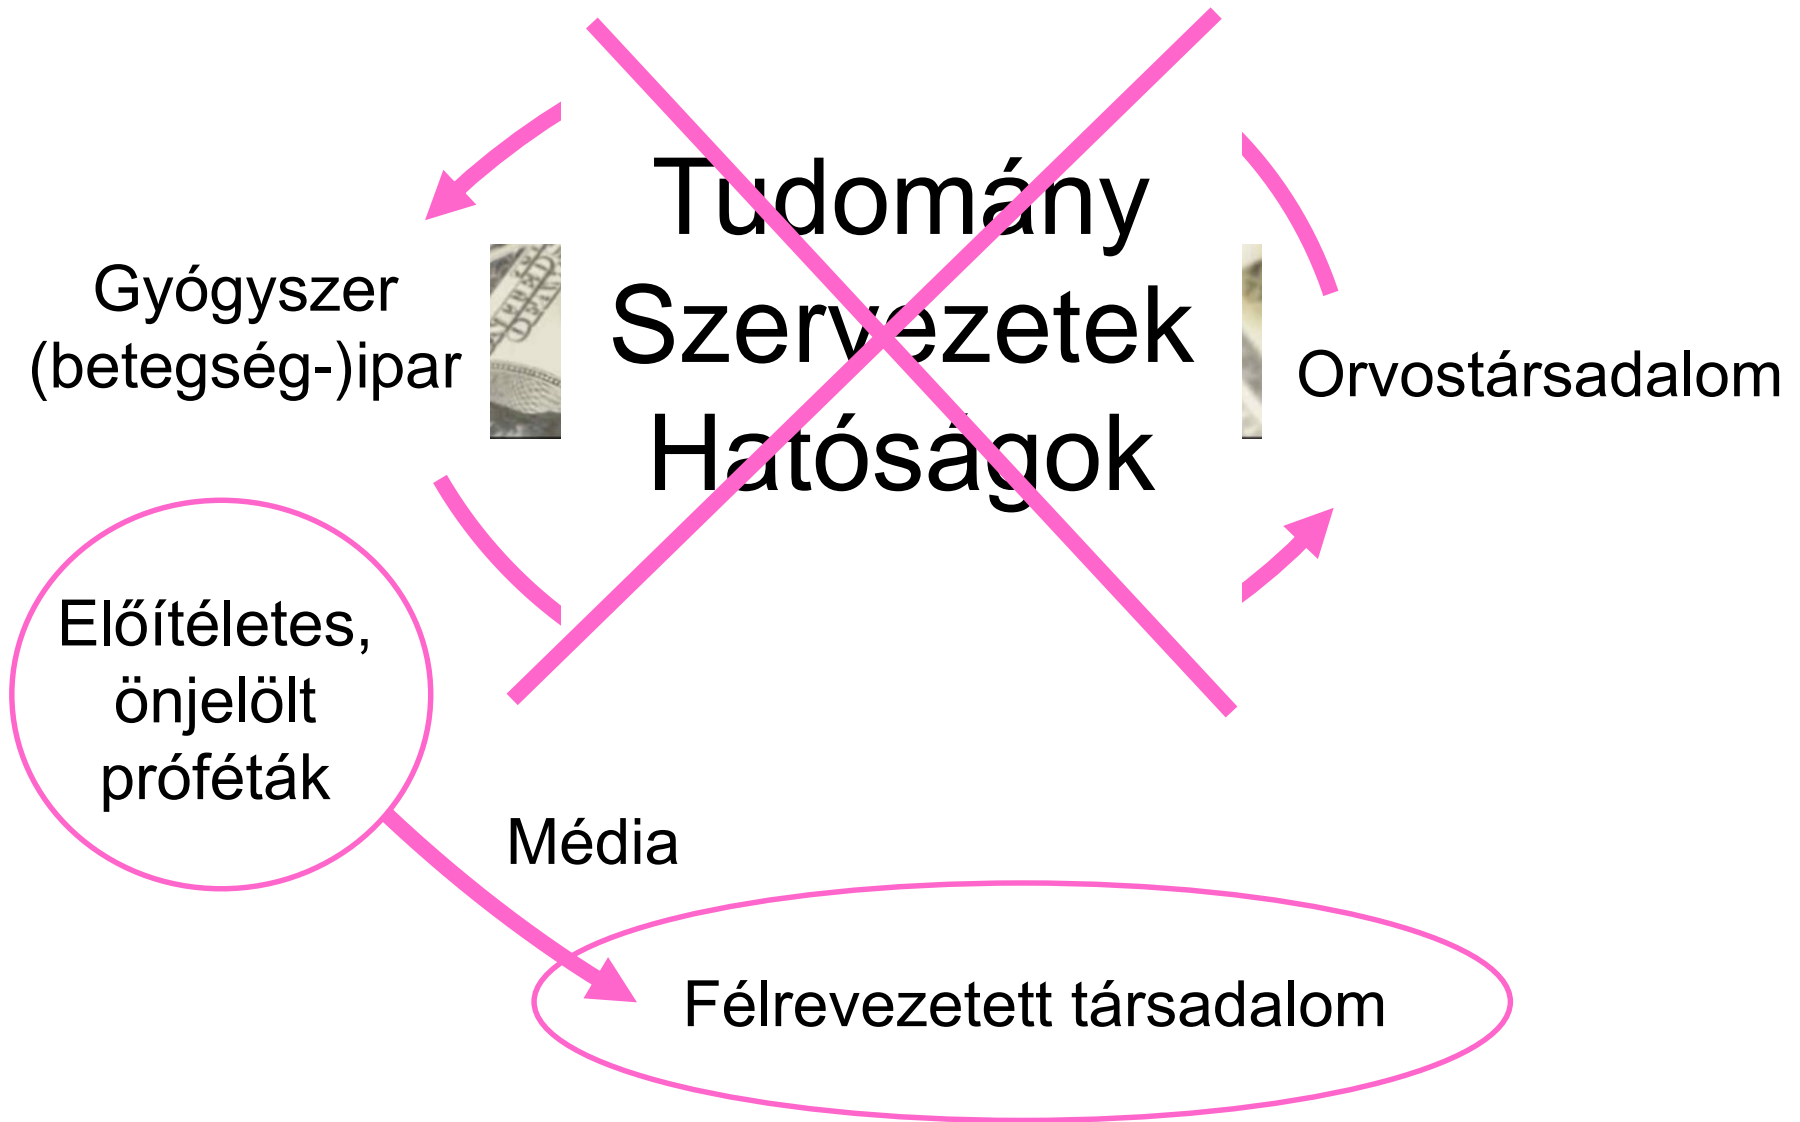 Tudomány
Szervezetek
Hatóságok
Gyógyszer
(betegség-)ipar
Orvostársadalom
Előítéletes,
önjelölt
próféták
Média
Félrevezetett társadalom